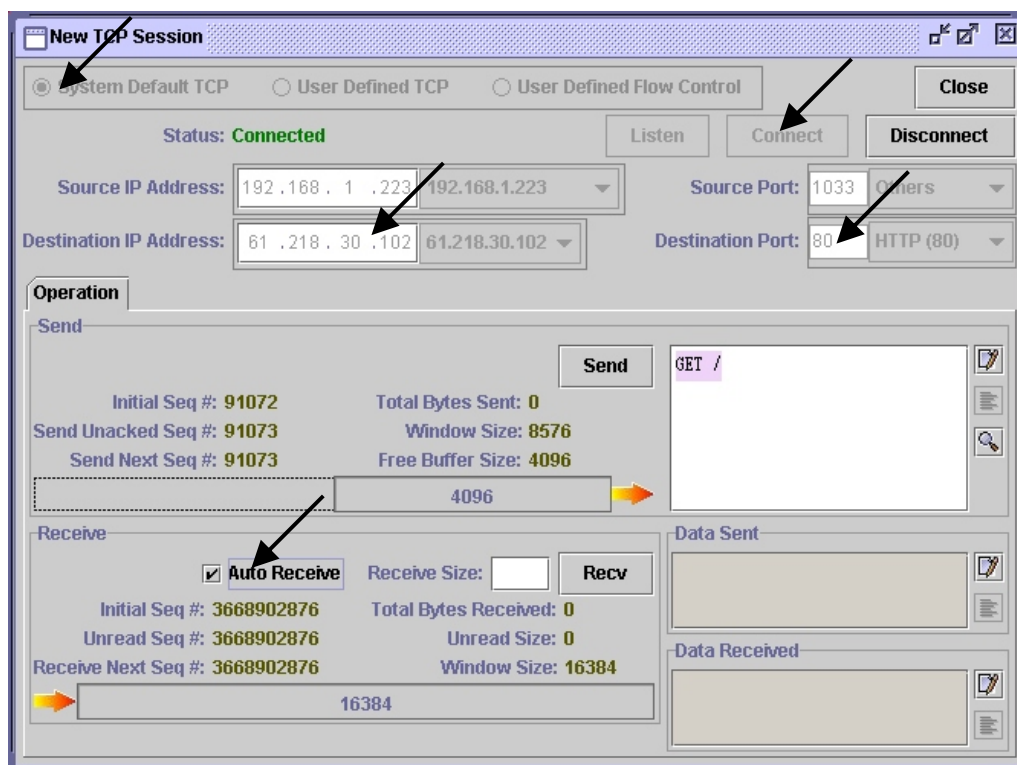 New TCP Session
System Default TCP User Defined TCP User Defined Flow Control Close
Status: Connected Listen Connect Disconnect
Source IP Address: 192 .168 . 1 .223 192.168.1.223 Source Port: 1033 Others
Destination IP Address: 61 .218 . 30 .102 61.218.30.102 Destination Port: 80 HTTP (80)
Operation
Send
Send GET /
Initial Seq #: 91072 Total Bytes Sent: 0
Send Unacked Seq #: 91073 Window Size: 8576
Send Next Seq #: 91073 Free Buffer Size: 4096
4096
Receive Data Sent
Auto Receive Receive Size: Recv
Initial Seq #: 3668902876 Total Bytes Received: 0
Unread Seq #: 3668902876 Unread Size: 0
Data Received
Receive Next Seq #: 3668902876 Window Size: 16384
16384